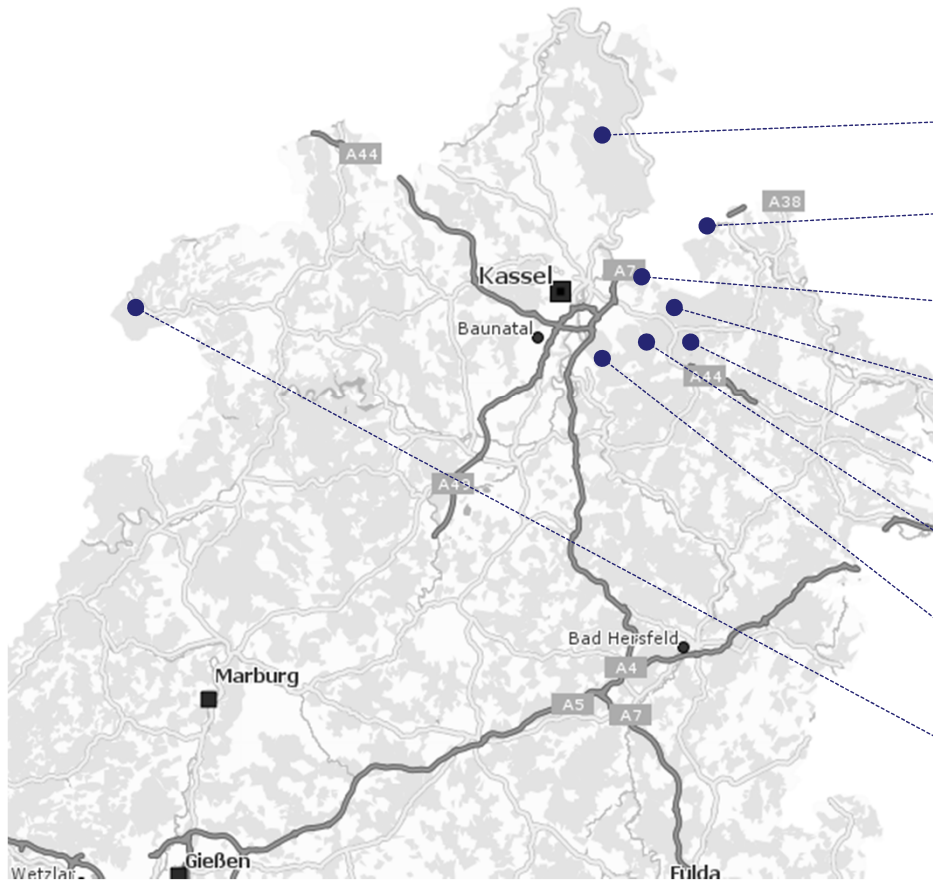 A44
A38
A7
Kassel
Baunatal
A44
A49
Bad Hersfeld
A4
Marburg
A5
A7
Gießen
Wetzlar
Fulda